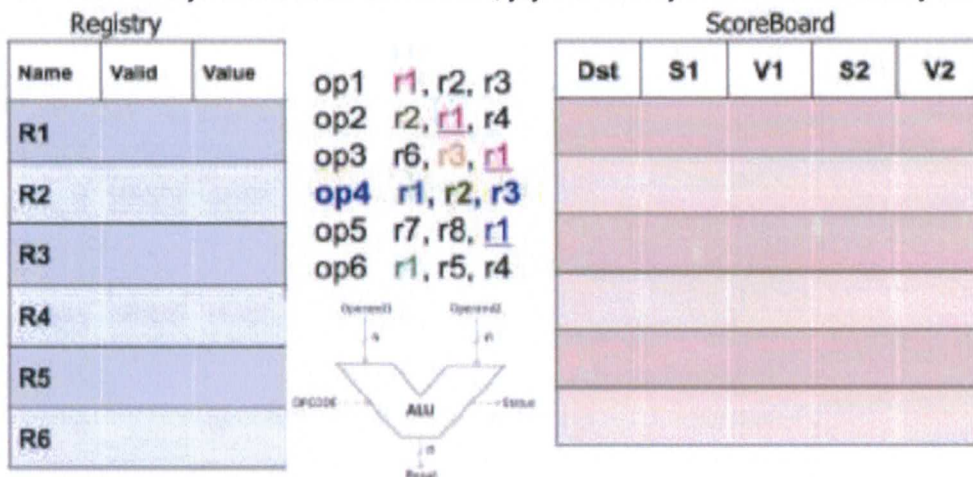 Registry
Name Valid Value
R1
R2
R3
R4
R5
R6
op1 r1, r2, r3
op2 r2, r1, r4
op3 r6, r3, r1
op4 r1, r2, r3
op5 r7, r8, r1
op6 r1, r5, r4
ALU
ScoreBoard
Dst S1 V1 S2 V2